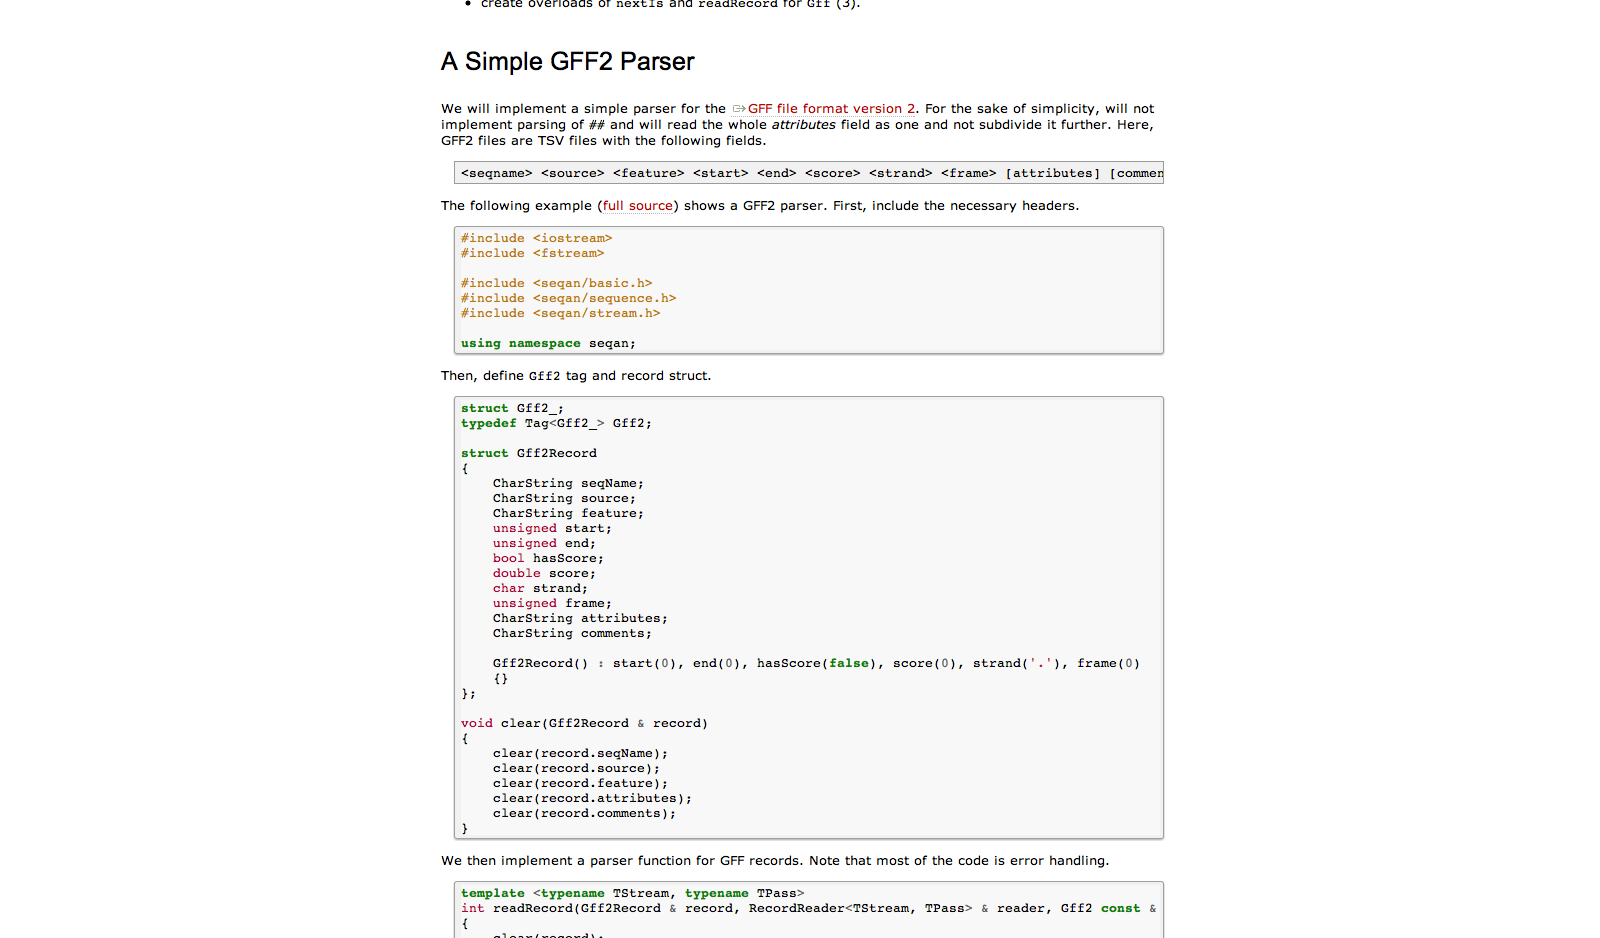 create overloads of nextIs and readRecord for Gff (3).
A Simple GFF2 Parser
We will implement a simple parser for the GFF file format version 2. For the sake of simplicity, will not
implement parsing of ## and will read the whole attributes field as one and not subdivide it further. Here,
GFF2 files are TSV files with the following fields.
<seqname> <source> <feature> <start> <end> <score> <strand> <frame> [attributes] [commen
The following example (full source) shows a GFF2 parser. First, include the necessary headers.
#include <iostream>
#include <fstream>
#include <seqan/basic.h>
#include <seqan/sequence.h>
#include <seqan/stream.h>
using namespace seqan;
Then, define Gff2 tag and record struct.
struct Gff2_;
typedef Tag<Gff2_> Gff2;
struct Gff2Record
{
    CharString seqName;
    CharString source;
    CharString feature;
    unsigned start;
    unsigned end;
    bool hasScore;
    double score;
    char strand;
    unsigned frame;
    CharString attributes;
    CharString comments;
    Gff2Record() : start(0), end(0), hasScore(false), score(0), strand('.'), frame(0)
    {}
};
void clear(Gff2Record & record)
{
    clear(record.seqName);
    clear(record.source);
    clear(record.feature);
    clear(record.attributes);
    clear(record.comments);
}
We then implement a parser function for GFF records. Note that most of the code is error handling.
template <typename TStream, typename TPass>
int readRecord(Gff2Record & record, RecordReader<TStream, TPass> & reader, Gff2 const &
{
    clear(record);